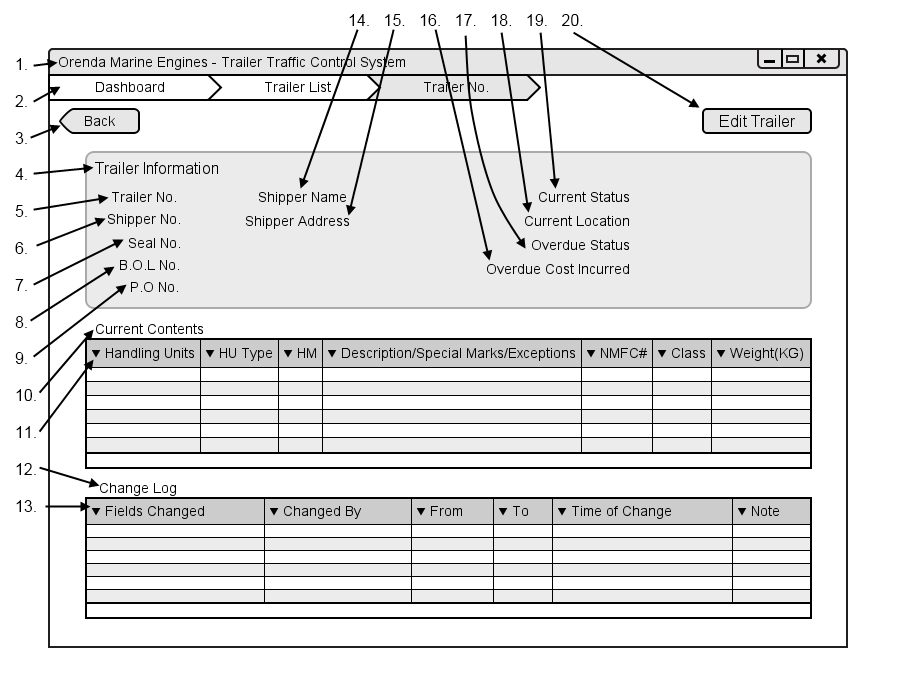 14. 15. 16. 17. 18. 19. 20.
1. Orenda Marine Engines - Trailer Traffic Control System
2. Dashboard Trailer List Trailer No.
3. Back Edit Trailer
4. Trailer Information
5. Trailer No. Shipper Name Current Status
6. Shipper No. Shipper Address Current Location
7. Seal No. Overdue Status
8. B.O.L No. Overdue Cost Incurred
9. P.O No.
10. Current Contents
11. Handling Units HU Type HM Description/Special Marks/Exceptions NMFC# Class Weight(KG)
12. Change Log
13. Fields Changed Changed By From To Time of Change Note